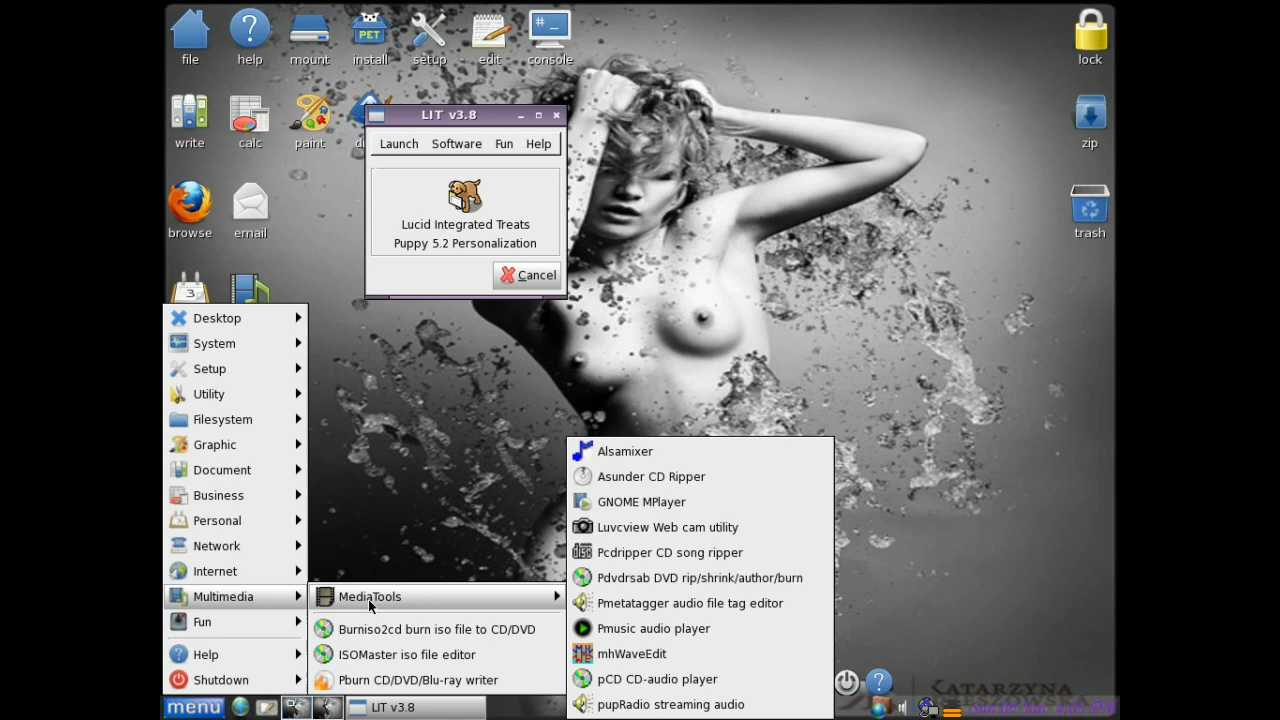 file
help
mount
install
setup
edit
console
lock
write
calc
paint
zip
browse
email
trash
LIT v3.8
Launch Software Fun Help
Lucid Integrated Treats
Puppy 5.2 Personalization
Cancel
PET
# _
3
Desktop
System
Setup
Utility
Filesystem
Graphic
Document
Business
Personal
Network
Internet
Multimedia
Fun
Help
Shutdown
MediaTools
Burniso2cd burn iso file to CD/DVD
ISOMaster iso file editor
Pburn CD/DVD/Blu-ray writer
Alsamixer
Asunder CD Ripper
GNOME MPlayer
Luvcview Web cam utility
Pcdripper CD song ripper
Pdvdrsab DVD rip/shrink/author/burn
Pmetatagger audio file tag editor
Pmusic audio player
mhWaveEdit
pCD CD-audio player
pupRadio streaming audio
KATARZYNA
menu
LIT v3.8